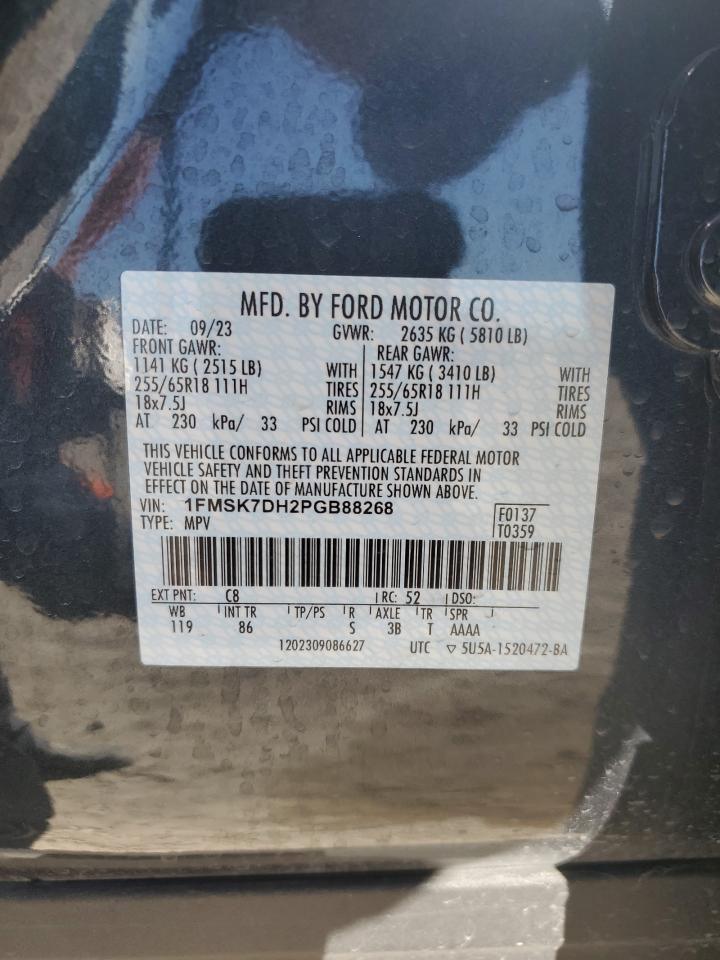 MFD. BY FORD MOTOR CO.
DATE: 09/23 GVWR: 2635 KG ( 5810 LB)
FRONT GAWR: REAR GAWR:
1141 KG ( 2515 LB) WITH 1547 KG ( 3410 LB) WITH
255/65R18 111H TIRES 255/65R18 111H TIRES
18x7.5J RIMS 18x7.5J RIMS
AT 230 kPa/ 33 PSI COLD AT 230 kPa/ 33 PSI COLD
THIS VEHICLE CONFORMS TO ALL APPLICABLE FEDERAL MOTOR
VEHICLE SAFETY AND THEFT PREVENTION STANDARDS IN
EFFECT ON THE DATE OF MANUFACTURE SHOWN ABOVE.
VIN: 1FMSK7DH2PGB88268 F0137
TYPE: MPV T0359
EXT PNT: C8 RC: 52 DSO:
WB INT TR TP/PS R AXLE TR SPR
119 86 S 3B T AAAA
1202309086627 UTC ▽ 5U5A-1520472-BA